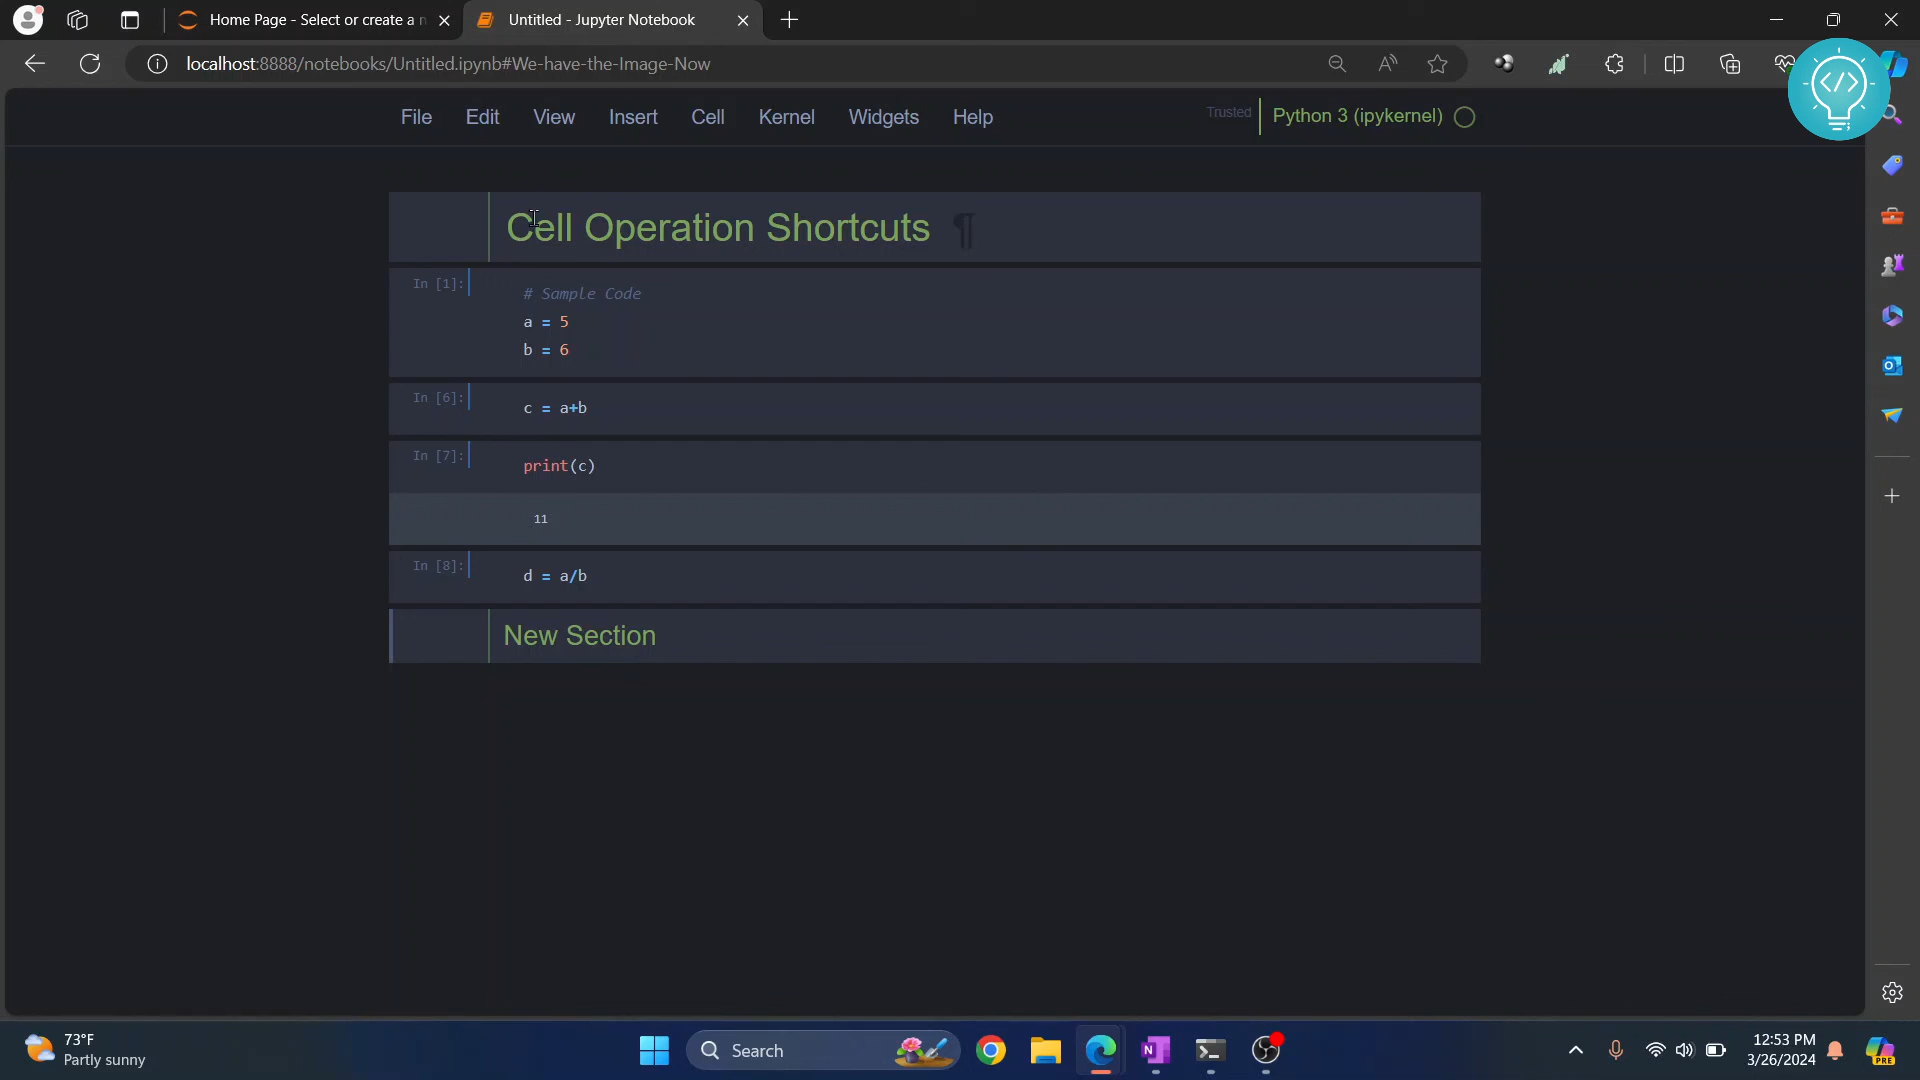 Home Page - Select or create a n
Untitled - Jupyter Notebook
localhost:8888/notebooks/Untitled.ipynb#We-have-the-Image-Now
File Edit View Insert Cell Kernel Widgets Help
Trusted
Python 3 (ipykernel)
Cell Operation Shortcuts ¶
In [1]:
# Sample Code
a = 5
b = 6
In [6]:
c = a+b
In [7]:
print(c)
11
In [8]:
d = a/b
New Section
73°F
Partly sunny
Search
12:53 PM
3/26/2024
PRE